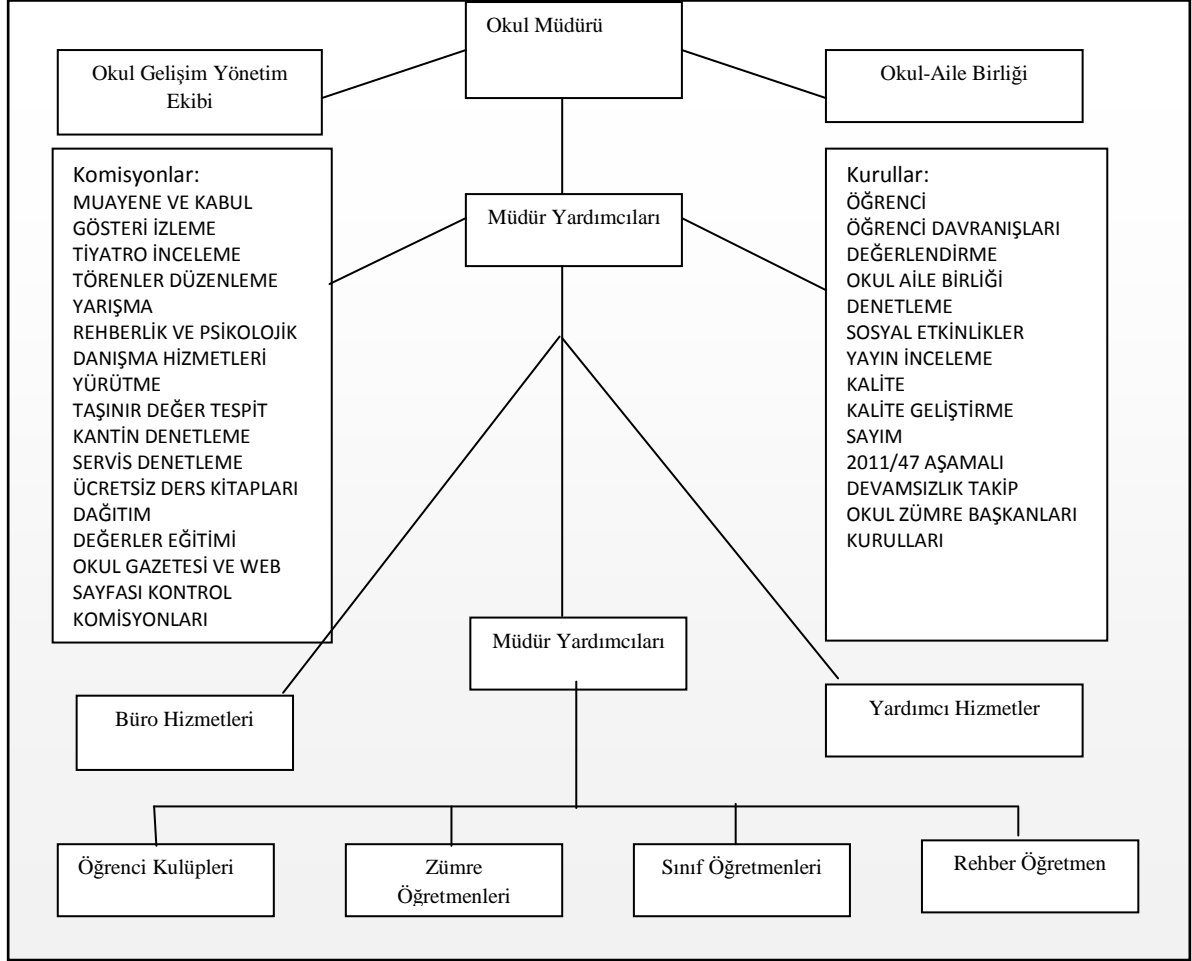 Okul Müdürü
Okul Gelişim Yönetim
Ekibi
Okul-Aile Birliği
Komisyonlar:
MUAYENE VE KABUL
GÖSTERİ İZLEME
TİYATRO İNCELEME
TÖRENLER DÜZENLEME
YARIŞMA
REHBERLİK VE PSİKOLOJİK
DANIŞMA HİZMETLERİ
YÜRÜTME
TAŞINIR DEĞER TESPİT
KANTİN DENETLEME
SERVİS DENETLEME
ÜCRETSİZ DERS KİTAPLARI
DAĞITIM
DEĞERLER EĞİTİMİ
OKUL GAZETESİ VE WEB
SAYFASI KONTROL
KOMİSYONLARI
Müdür Yardımcıları
Kurullar:
ÖĞRENCİ
ÖĞRENCİ DAVRANIŞLARI
DEĞERLENDİRME
OKUL AİLE BİRLİĞİ
DENETLEME
SOSYAL ETKİNLİKLER
YAYIN İNCELEME
KALİTE
KALİTE GELİŞTİRME
SAYIM
2011/47 AŞAMALI
DEVAMSIZLIK TAKİP
OKUL ZÜMRE BAŞKANLARI
KURULLARI
Müdür Yardımcıları
Büro Hizmetleri
Yardımcı Hizmetler
Öğrenci Kulüpleri
Zümre
Öğretmenleri
Sınıf Öğretmenleri
Rehber Öğretmen